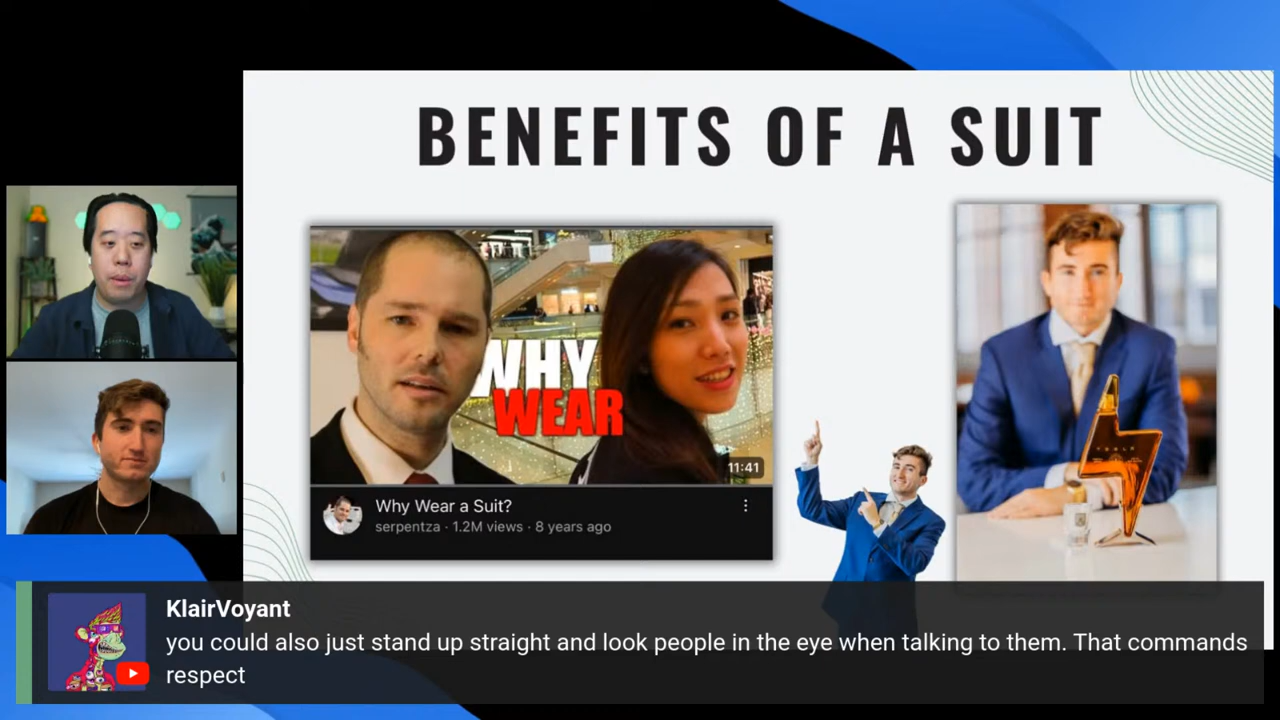 BENEFITS OF A SUIT
WHY
WEAR
11:41
Why Wear a Suit?
serpentza · 1.2M views · 8 years ago
KlairVoyant
you could also just stand up straight and look people in the eye when talking to them. That commands
respect